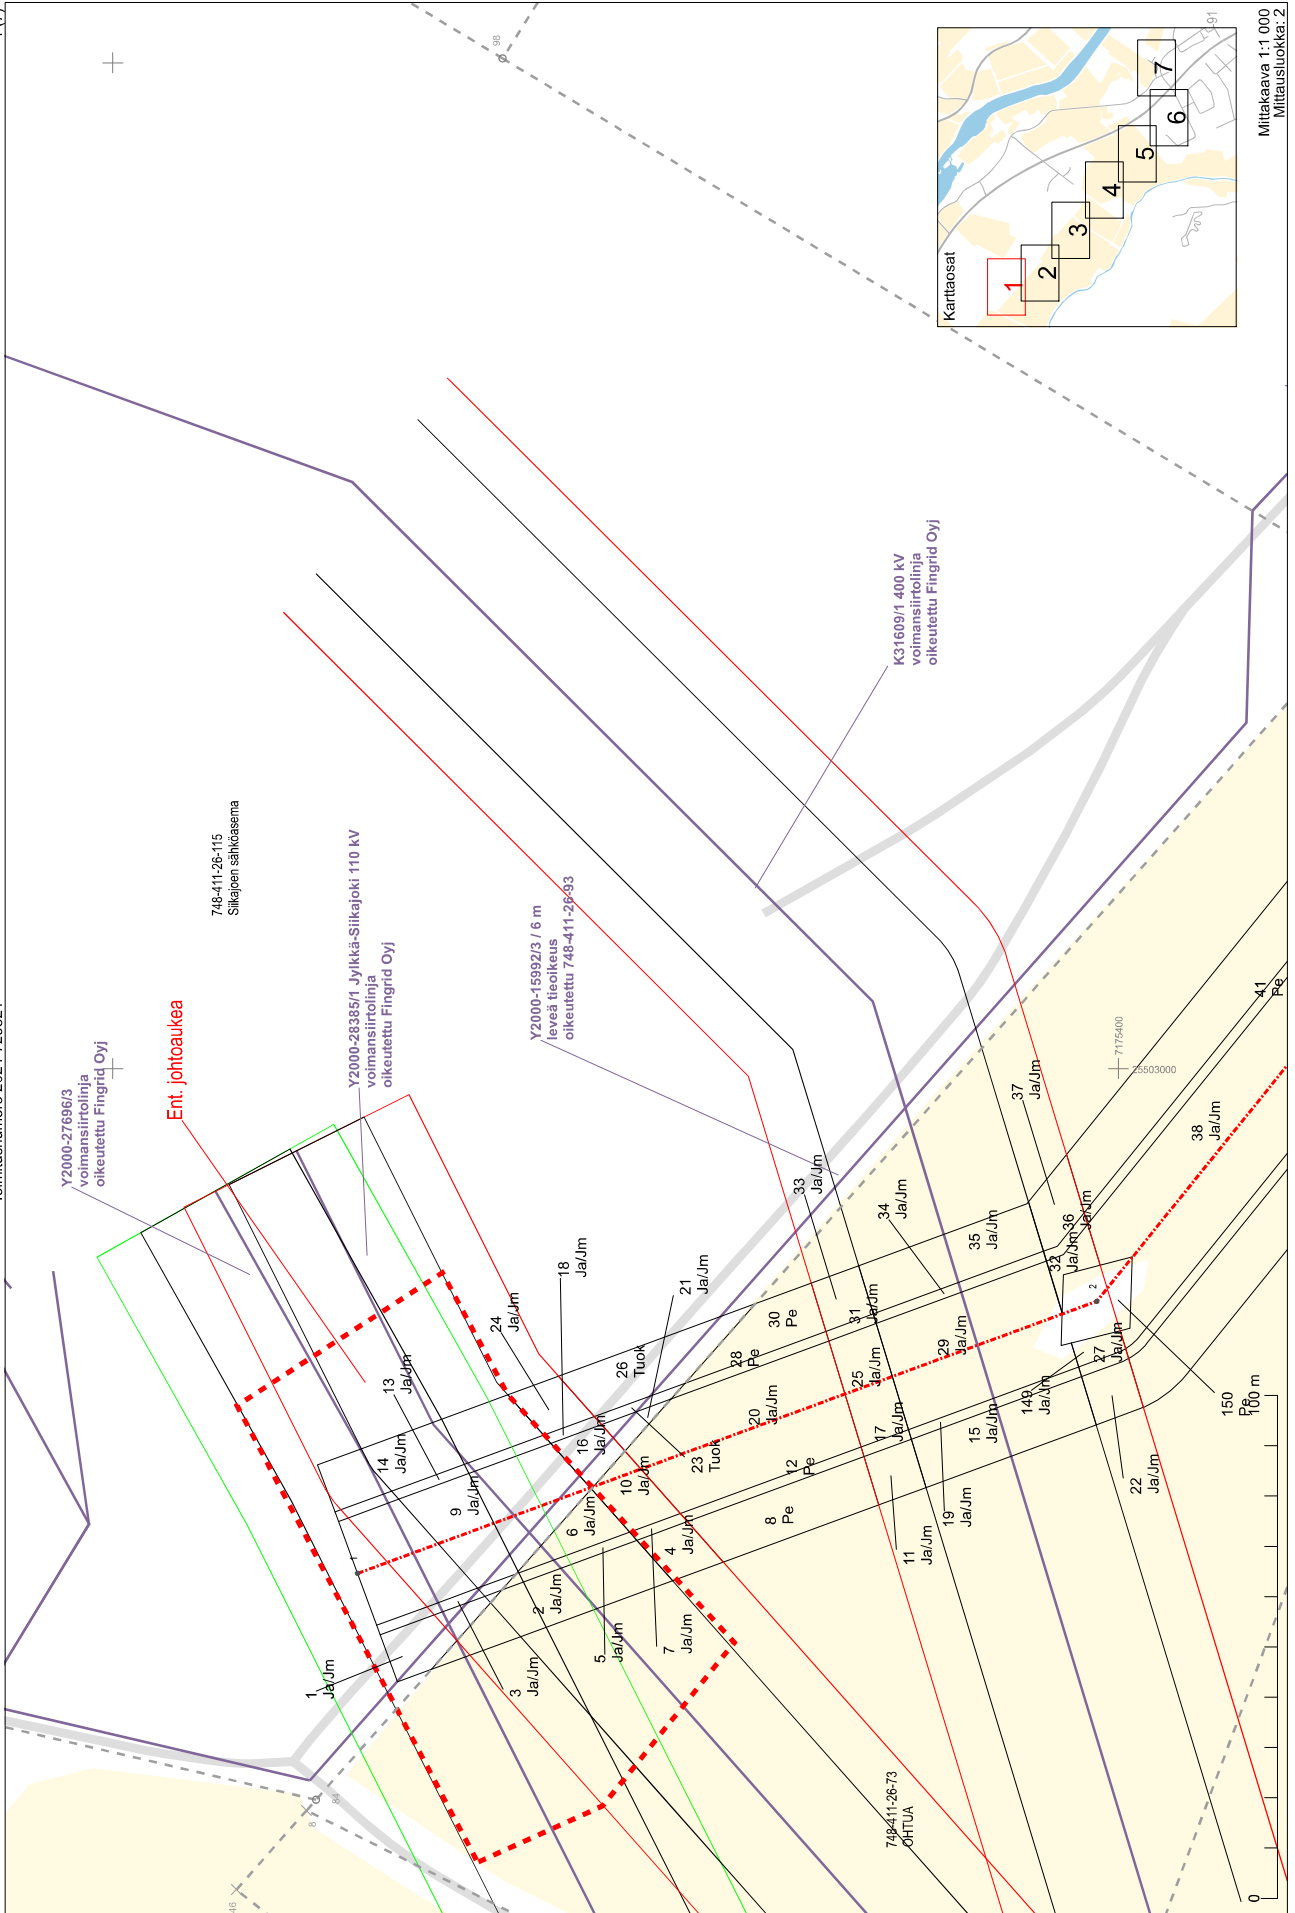 98
91
Mittakaava 1:1 000
Mittausluokka: 2
Karttaosat
1
2
3
4
5
6
7
748-411-26-115
Siikajoen sähköasema
Y2000-27696/3
voimansiirtolinja
oikeutettu Fingrid Oyj
Ent. johtoaukea
Y2000-28385/1 Jylkkä-Siikajoki 110 kV
voimansiirtolinja
oikeutettu Fingrid Oyj
Y2000-15992/3 / 6 m
leveä tieoikeus
oikeutettu 748-411-26-93
K31609/1 400 kV
voimansiirtolinja
oikeutettu Fingrid Oyj
7175400
25503000
41
Pe
37
Ja/Jm
38
Ja/Jm
33
Ja/Jm
34
Ja/Jm
35
Ja/Jm
36
Ja/Jm
32
Ja/Jm
2
18
Ja/Jm
21
Ja/Jm
24
Ja/Jm
30
Pe
31
Ja/Jm
26
Tuok
28
Pe
29
Ja/Jm
25
Ja/Jm
27
Ja/Jm
149
Ja/Jm
150
Pe
13
Ja/Jm
14
Ja/Jm
16
Ja/Jm
20
Ja/Jm
17
Ja/Jm
15
Ja/Jm
23
Tuok
12
Pe
9
Ja/Jm
10
Ja/Jm
6
Ja/Jm
4
Ja/Jm
8
Pe
19
Ja/Jm
11
Ja/Jm
22
Ja/Jm
2
Ja/Jm
5
Ja/Jm
7
Ja/Jm
3
Ja/Jm
1
Ja/Jm
748-411-26-73
OHTUA
84
8
46
0
100 m